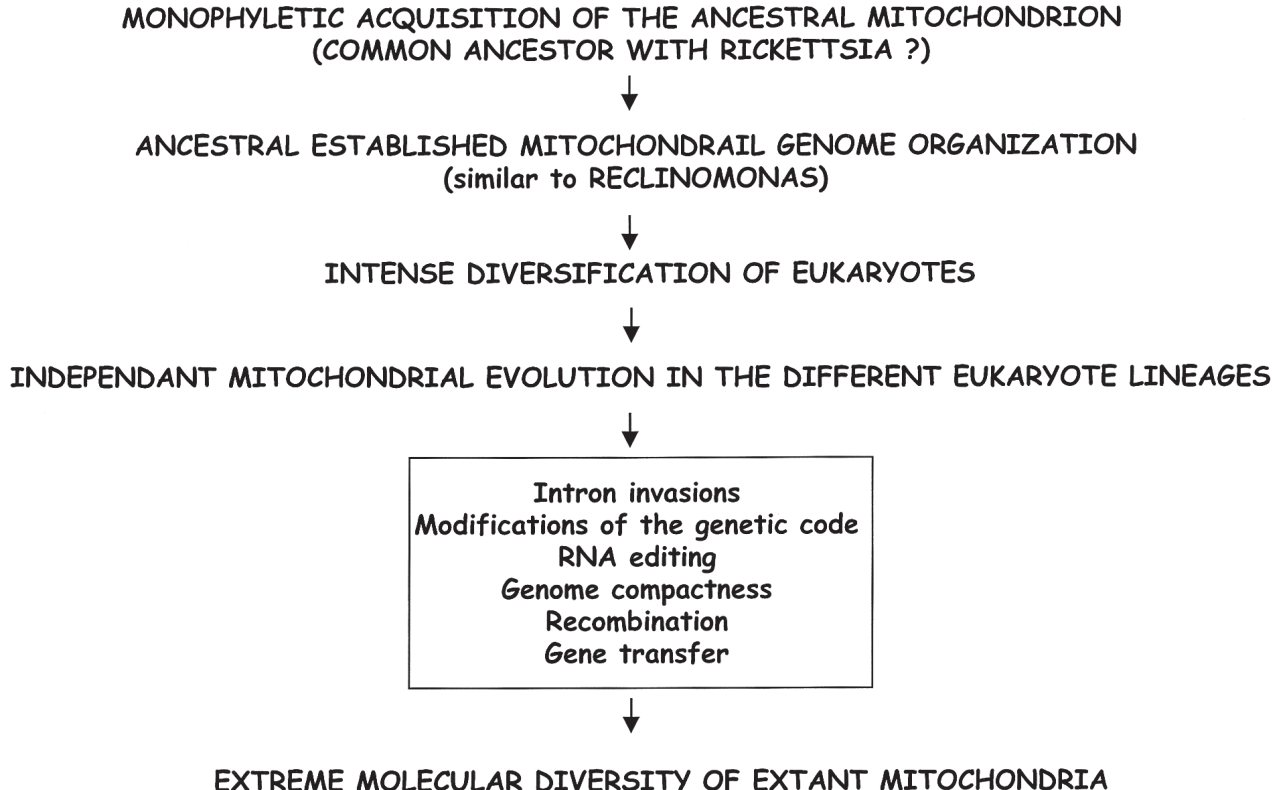 MONOPHYLETIC ACQUISITION OF THE ANCESTRAL MITOCHONDRION
(COMMON ANCESTOR WITH RICKETTSIA ?)
ANCESTRAL ESTABLISHED MITOCHONDRAIL GENOME ORGANIZATION
(similar to RECLINOMONAS)
INTENSE DIVERSIFICATION OF EUKARYOTES
INDEPENDANT MITOCHONDRIAL EVOLUTION IN THE DIFFERENT EUKARYOTE LINEAGES
Intron invasions
Modifications of the genetic code
RNA editing
Genome compactness
Recombination
Gene transfer
EXTREME MOLECULAR DIVERSITY OF EXTANT MITOCHONDRIA